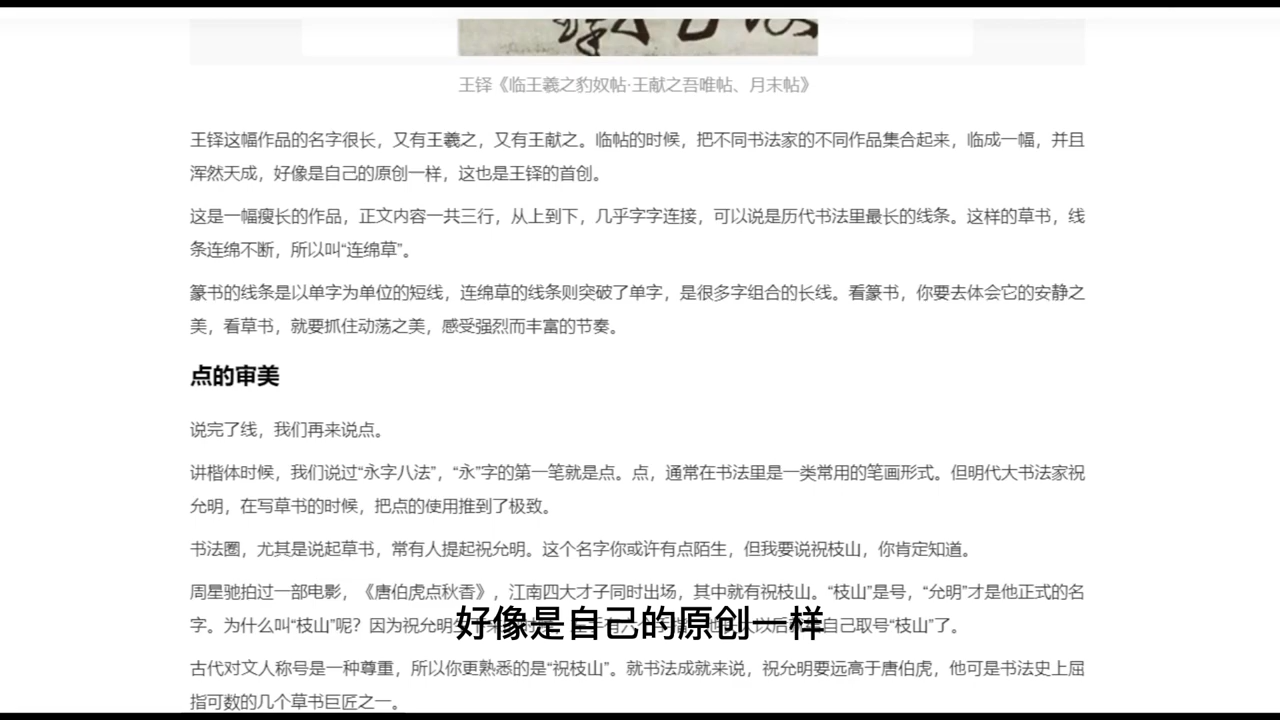 王铎《临王羲之豹奴帖·王献之吾唯帖、月末帖》
王铎这幅作品的名字很长，又有王羲之，又有王献之。临帖的时候，把不同书法家的不同作品集合起来，临成一幅，并且
浑然天成，好像是自己的原创一样，这也是王铎的首创。
这是一幅瘦长的作品，正文内容一共三行，从上到下，几乎字字连接，可以说是历代书法里最长的线条。这样的草书，线
条连绵不断，所以叫“连绵草”。
篆书的线条是以单字为单位的短线，连绵草的线条则突破了单字，是很多字组合的长线。看篆书，你要去体会它的安静之
美，看草书，就要抓住动荡之美，感受强烈而丰富的节奏。
点的审美
说完了线，我们再来说点。
讲楷体时候，我们说过“永字八法”，“永”字的第一笔就是点。点，通常在书法里是一类常用的笔画形式。但明代大书法家祝
允明，在写草书的时候，把点的使用推到了极致。
书法圈，尤其是说起草书，常有人提起祝允明。这个名字你或许有点陌生，但我要说祝枝山，你肯定知道。
周星驰拍过一部电影，《唐伯虎点秋香》，江南四大才子同时出场，其中就有祝枝山。“枝山”是号，“允明”才是他正式的名
字。为什么叫“枝山”呢？因为祝允明生 自己取号“枝山”了。
好像是自己的原创一样
古代对文人称号是一种尊重，所以你更熟悉的是“祝枝山”。就书法成就来说，祝允明要远高于唐伯虎，他可是书法史上屈
指可数的几个草书巨匠之一。